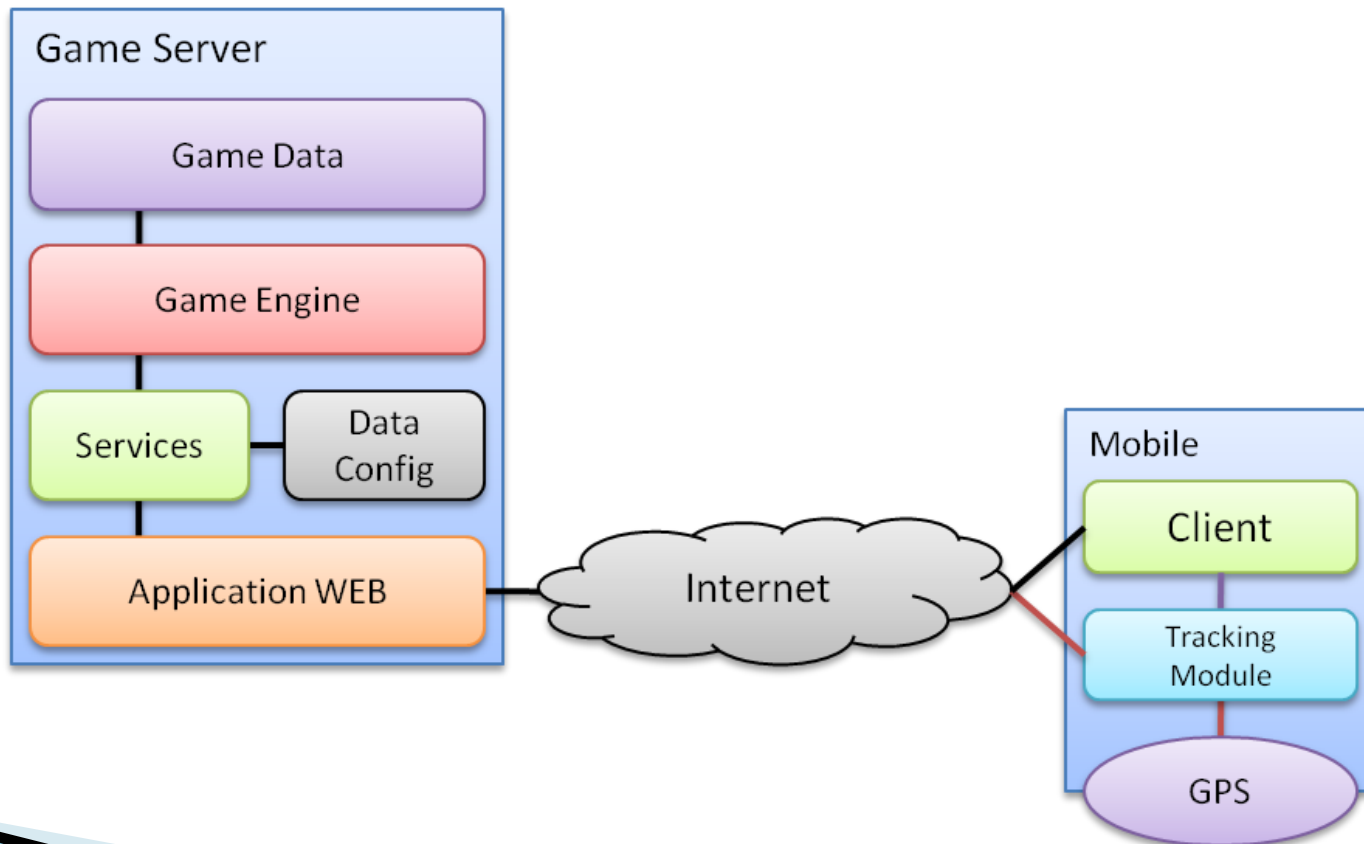 Game Server
Game Data
Game Engine
Services
Data
Config
Application WEB
Internet
Mobile
Client
Tracking
Module
GPS